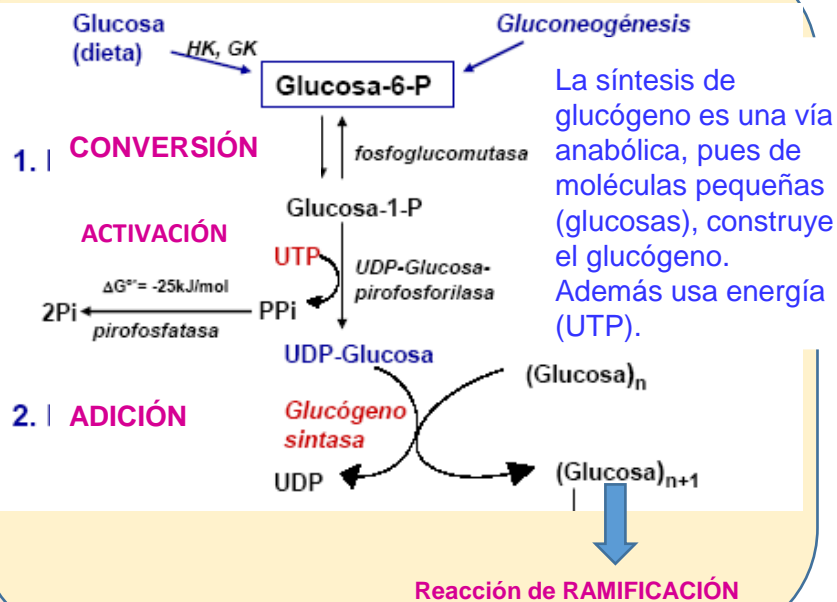 Glucosa
(dieta)
HK, GK
Gluconeogénesis
Glucosa-6-P
La síntesis de
glucógeno es una vía
anabólica, pues de
moléculas pequeñas
(glucosas), construye
el glucógeno.
Además usa energía
(UTP).
1. CONVERSIÓN
fosfoglucomutasa
Glucosa-1-P
ACTIVACIÓN
UTP
UDP-Glucosa-
pirofosforilasa
ΔG°´= -25kJ/mol
2Pi
PPi
pirofosfatasa
UDP-Glucosa
(Glucosa)n
2. ADICIÓN
Glucógeno
sintasa
UDP
(Glucosa)n+1
Reacción de RAMIFICACIÓN